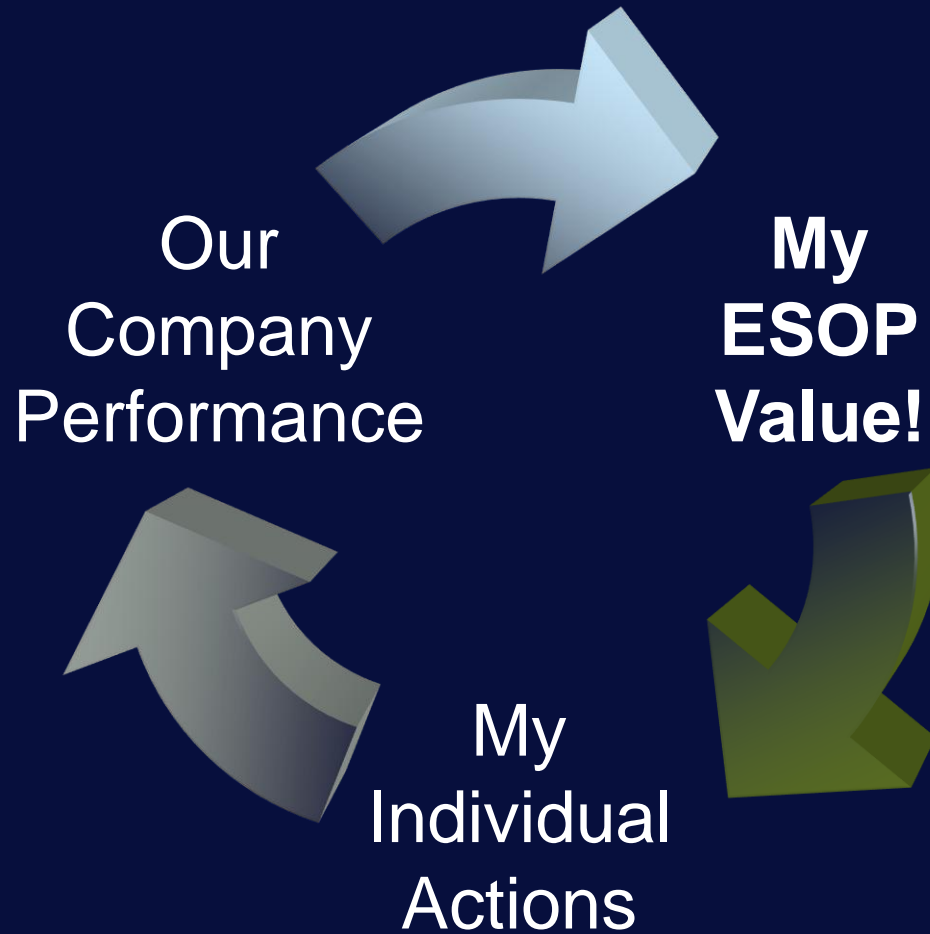 Our
Company
Performance
My
ESOP
Value!
My
Individual
Actions